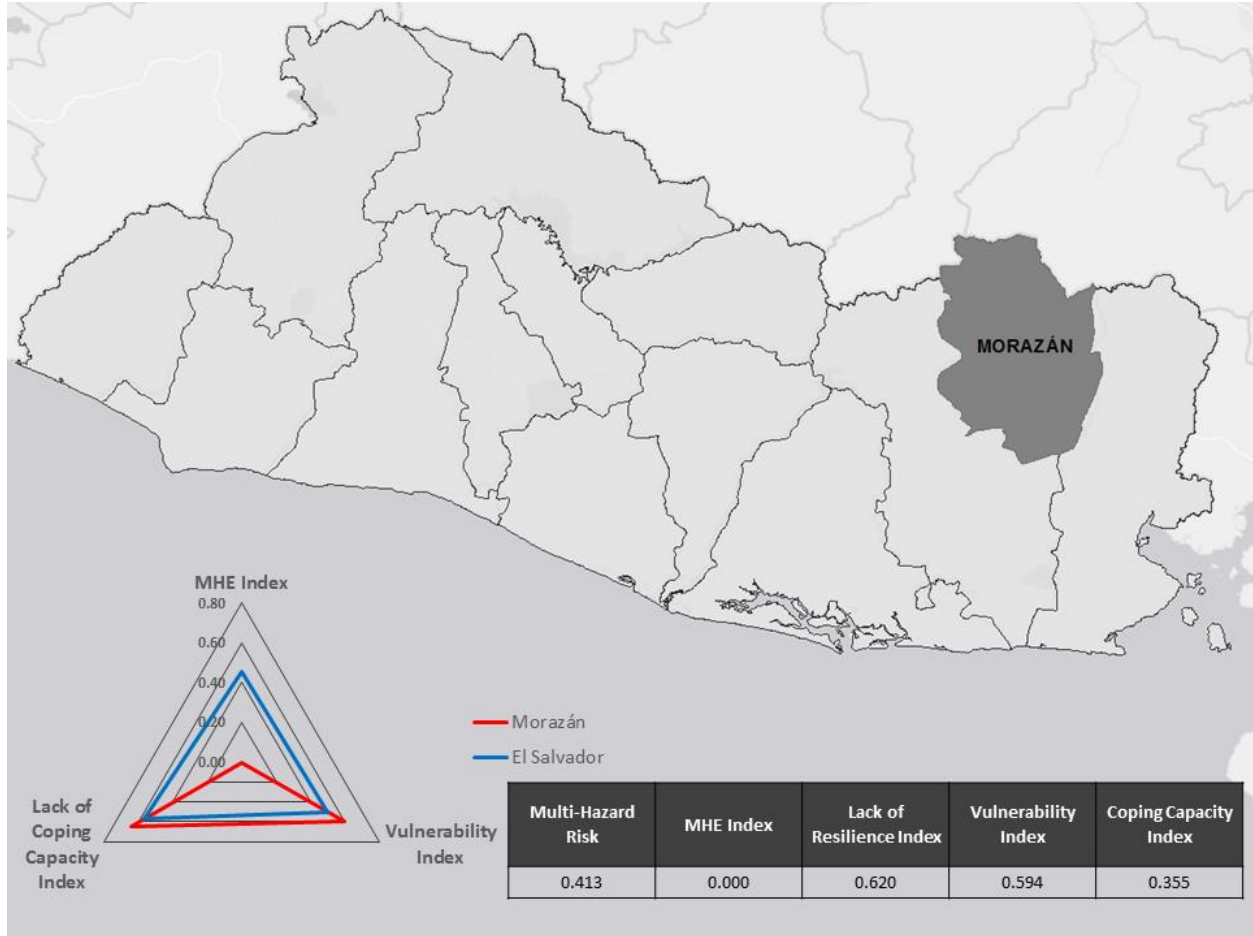 MORAZÁN
MHE Index
0.80
0.60
0.40
0.20
0.00
Lack of
Coping
Capacity
Index
Vulnerability
Index
Morazán
El Salvador
Multi-Hazard
Risk
MHE Index
Lack of
Resilience Index
Vulnerability
Index
Coping Capacity
Index
0.413
0.000
0.620
0.594
0.355